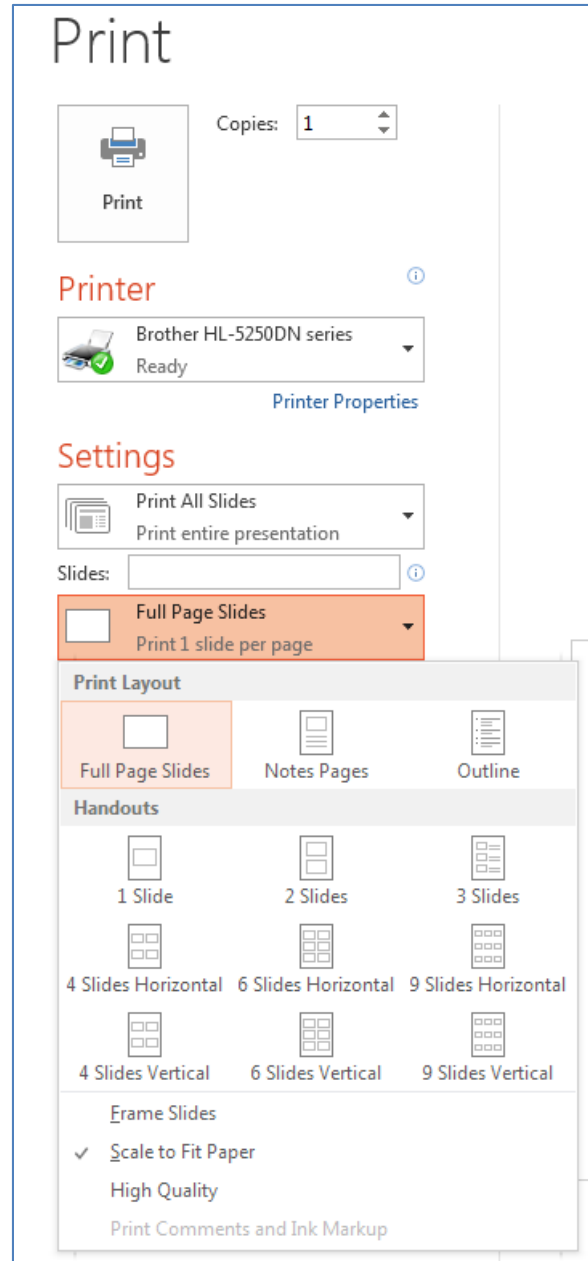 Print
Copies: 1
Print
Printer
Brother HL-5250DN series
Ready
Printer Properties
Settings
Print All Slides
Print entire presentation
Slides:
Full Page Slides
Print 1 slide per page
Print Layout
Full Page Slides Notes Pages Outline
Handouts
1 Slide 2 Slides 3 Slides
4 Slides Horizontal 6 Slides Horizontal 9 Slides Horizontal
4 Slides Vertical 6 Slides Vertical 9 Slides Vertical
Frame Slides
Scale to Fit Paper
High Quality
Print Comments and Ink Markup